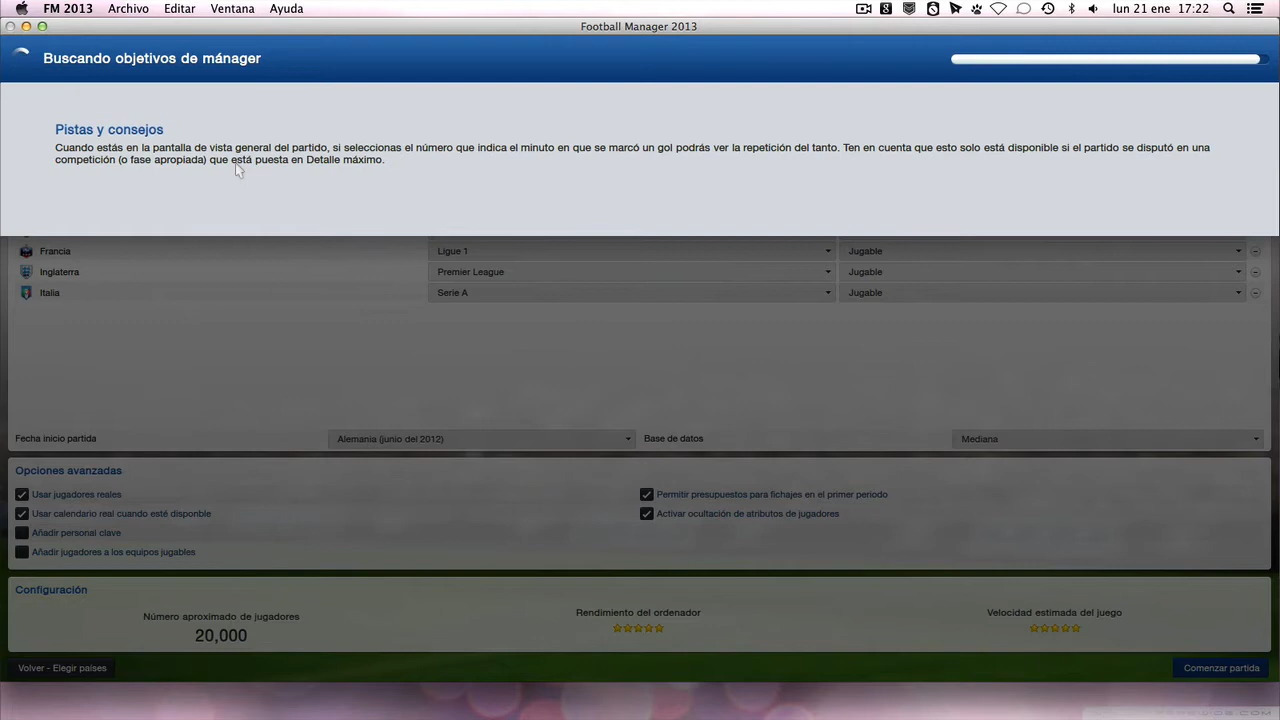 FM 2013 Archivo Editar Ventana Ayuda lun 21 ene 17:22
Football Manager 2013
Buscando objetivos de mánager
Pistas y consejos
Cuando estás en la pantalla de vista general del partido, si seleccionas el número que indica el minuto en que se marcó un gol podrás ver la repetición del tanto. Ten en cuenta que esto solo está disponible si el partido se disputó en una
competición (o fase apropiada) que está puesta en Detalle máximo.
Francia Ligue 1 Jugable
Inglaterra Premier League Jugable
Italia Serie A Jugable
Fecha inicio partida Alemania (junio del 2012) Base de datos Mediana
Opciones avanzadas
Usar jugadores reales Permitir presupuestos para fichajes en el primer periodo
Usar calendario real cuando esté disponble Activar ocultación de atributos de jugadores
Añadir personal clave
Añadir jugadores a los equipos jugables
Configuración
Número aproximado de jugadores Rendimiento del ordenador Velocidad estimada del juego
20,000
Volver - Elegir países Comenzar partida